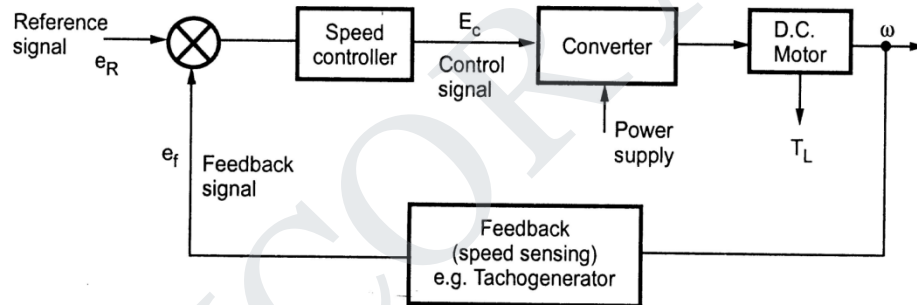 Reference
signal
e_R
Speed
controller
E_c
Control
signal
Converter
D.C.
Motor
ω
Power
supply
T_L
e_f
Feedback
signal
Feedback
(speed sensing)
e.g. Tachogenerator